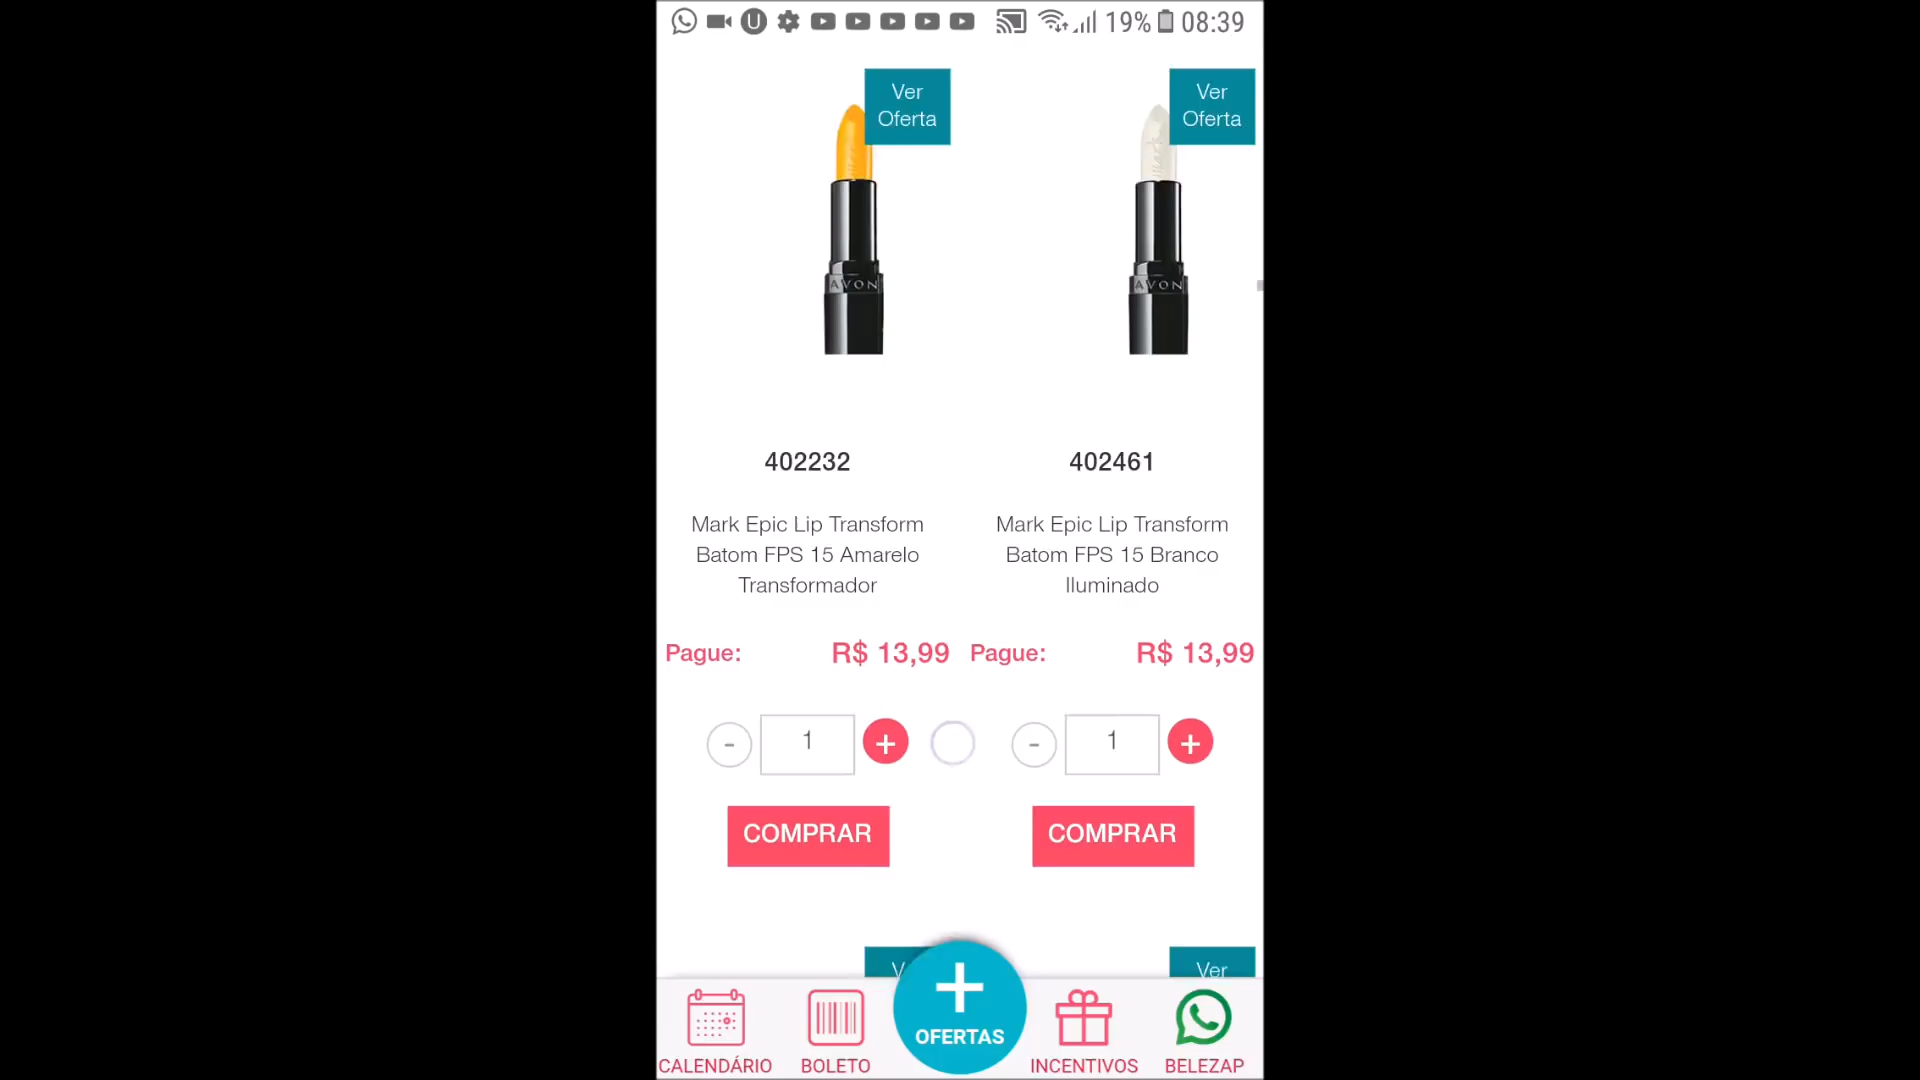 19% 08:39
Ver
Oferta
Ver
Oferta
AVON
AVON
402232
402461
Mark Epic Lip Transform
Batom FPS 15 Amarelo
Transformador
Mark Epic Lip Transform
Batom FPS 15 Branco
Iluminado
Pague: R$ 13,99
Pague: R$ 13,99
- 1 +
- 1 +
COMPRAR
COMPRAR
Ver
CALENDÁRIO
BOLETO
+
OFERTAS
INCENTIVOS
BELEZAP